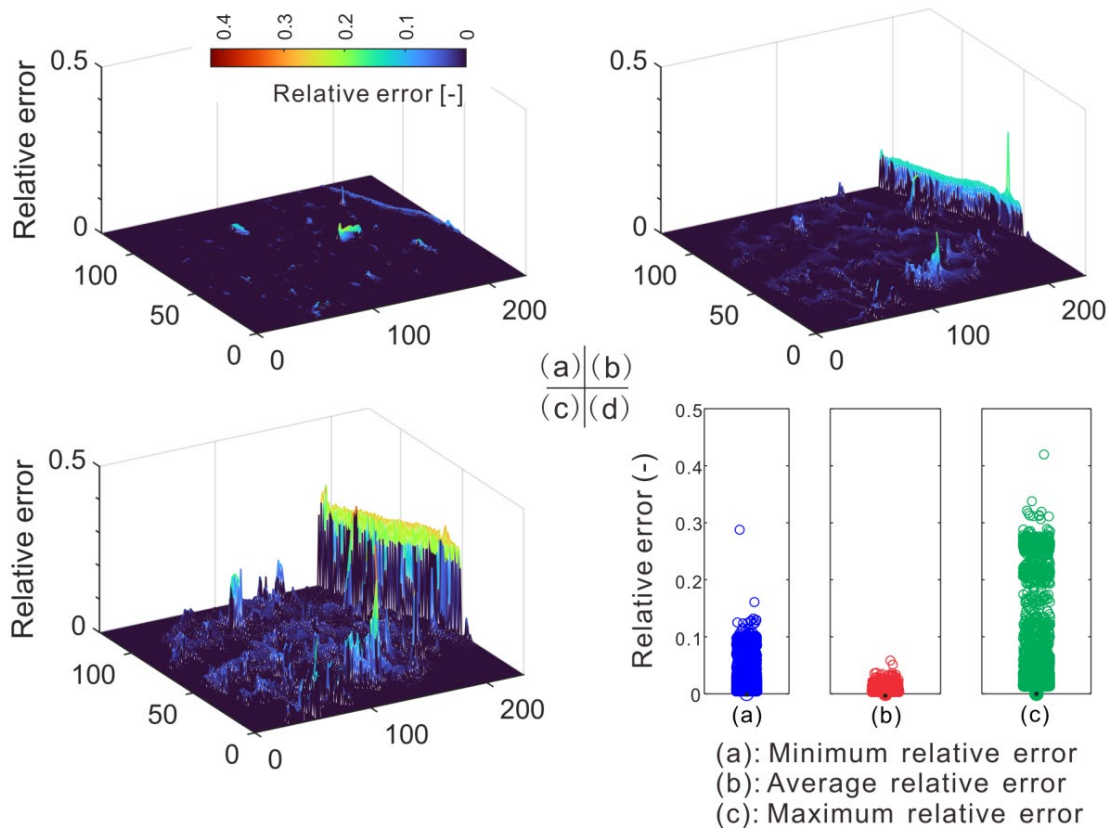 0.4 0.3 0.2 0.1 0
Relative error [-]
0.5
0
Relative error
100
50
0
0
100
200
0.5
0
Relative error
100
50
0
0
100
200
(a) (b)
(c) (d)
0.5
0
Relative error
100
50
0
0
100
200
0.5
0.4
0.3
0.2
0.1
0
Relative error (-)
(a) (b) (c)
(a): Minimum relative error
(b): Average relative error
(c): Maximum relative error